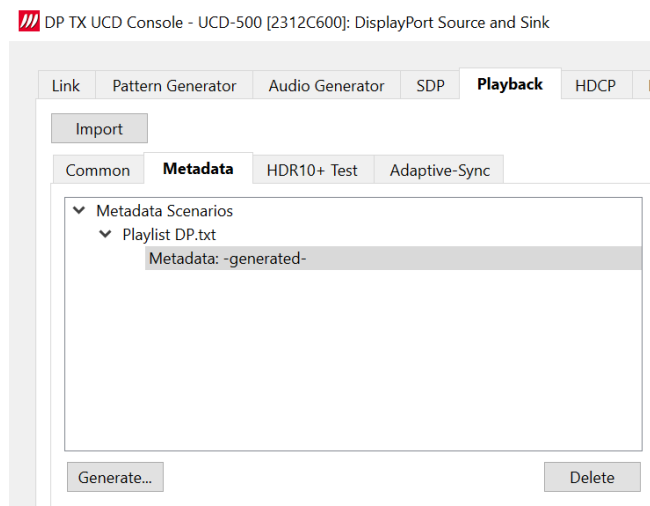 DP TX UCD Console - UCD-500 [2312C600]: DisplayPort Source and Sink
Link Pattern Generator Audio Generator SDP Playback HDCP
Import
Common Metadata HDR10+ Test Adaptive-Sync
Metadata Scenarios
Playlist DP.txt
Metadata: -generated-
Generate... Delete